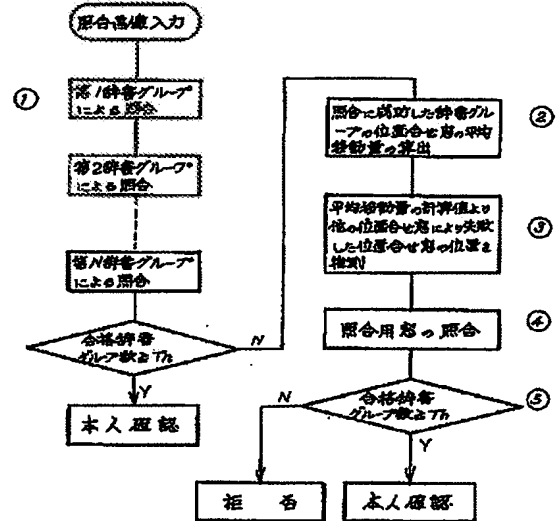 照合画像入力
①
第1辞書グループ
による照合
第2辞書グループ
による照合
第N辞書グループ
による照合
合格辞書
グループ数≧Th
N
Y
本人確認
②
照合に成功した辞書グル
ープの位置合せ窓の平均
移動量の算出
③
平均移動量の計算値より
他の位置合せ窓により失敗
した位置合せ窓の位置を
推測
④
照合用窓の照合
⑤
合格辞書
グループ数≧Th
N
Y
拒否
本人確認